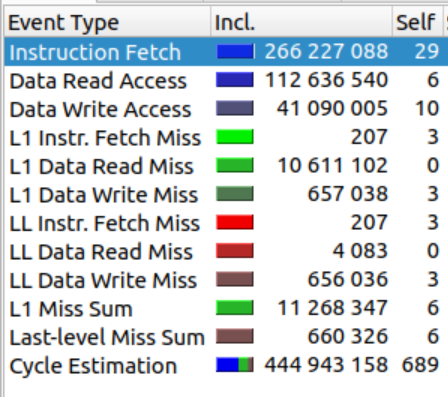 Event Type Incl. Self
Instruction Fetch 266 227 088 29
Data Read Access 112 636 540 6
Data Write Access 41 090 005 10
L1 Instr. Fetch Miss 207 3
L1 Data Read Miss 10 611 102 0
L1 Data Write Miss 657 038 3
LL Instr. Fetch Miss 207 3
LL Data Read Miss 4 083 0
LL Data Write Miss 656 036 3
L1 Miss Sum 11 268 347 6
Last-level Miss Sum 660 326 6
Cycle Estimation 444 943 158 689